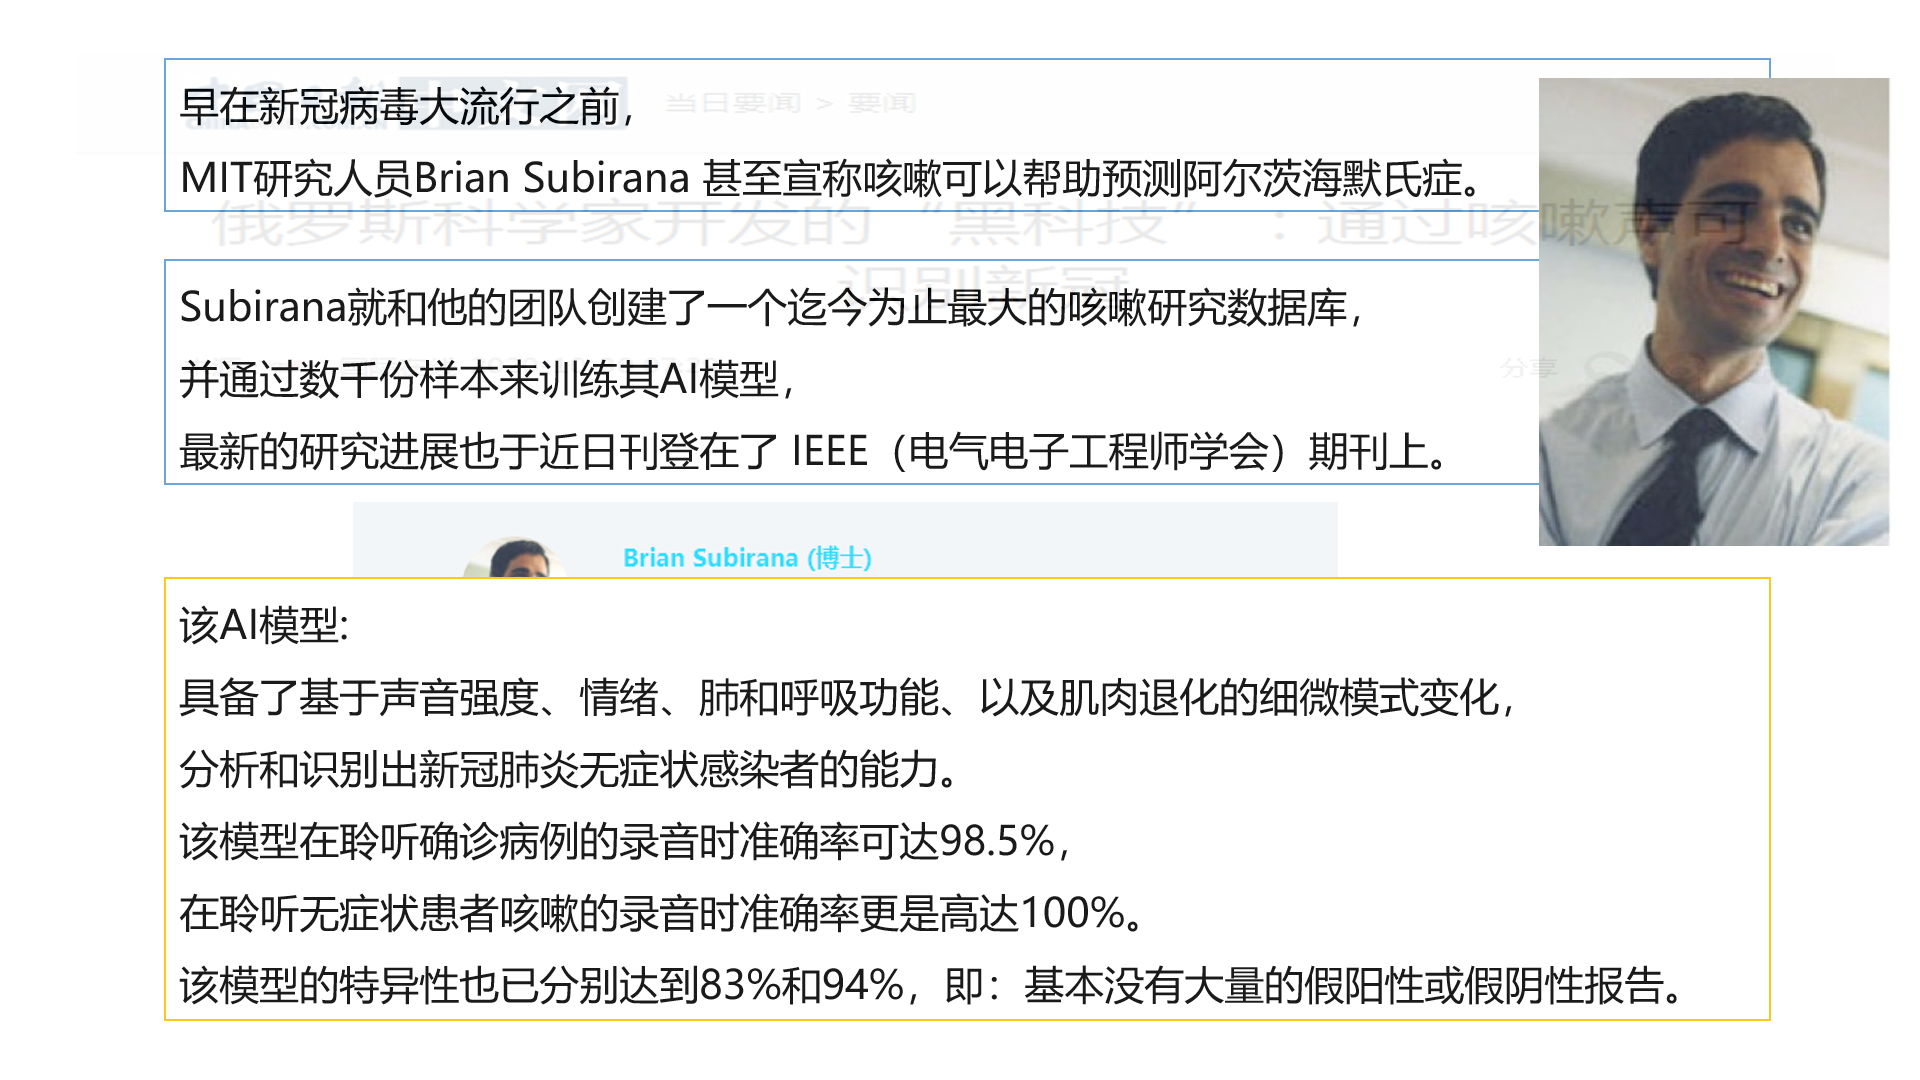 早在新冠病毒大流行之前，
当日要闻 > 要闻
MIT研究人员Brian Subirana 甚至宣称咳嗽可以帮助预测阿尔茨海默氏症。
俄罗斯科学家开发的“黑科技”：通过咳嗽声可
识别新冠
Subirana就和他的团队创建了一个迄今为止最大的咳嗽研究数据库，
并通过数千份样本来训练其AI模型，
分享
最新的研究进展也于近日刊登在了 IEEE（电气电子工程师学会）期刊上。
Brian Subirana (博士)
该AI模型:
具备了基于声音强度、情绪、肺和呼吸功能、以及肌肉退化的细微模式变化，
分析和识别出新冠肺炎无症状感染者的能力。
该模型在聆听确诊病例的录音时准确率可达98.5%，
在聆听无症状患者咳嗽的录音时准确率更是高达100%。
该模型的特异性也已分别达到83%和94%，即：基本没有大量的假阳性或假阴性报告。